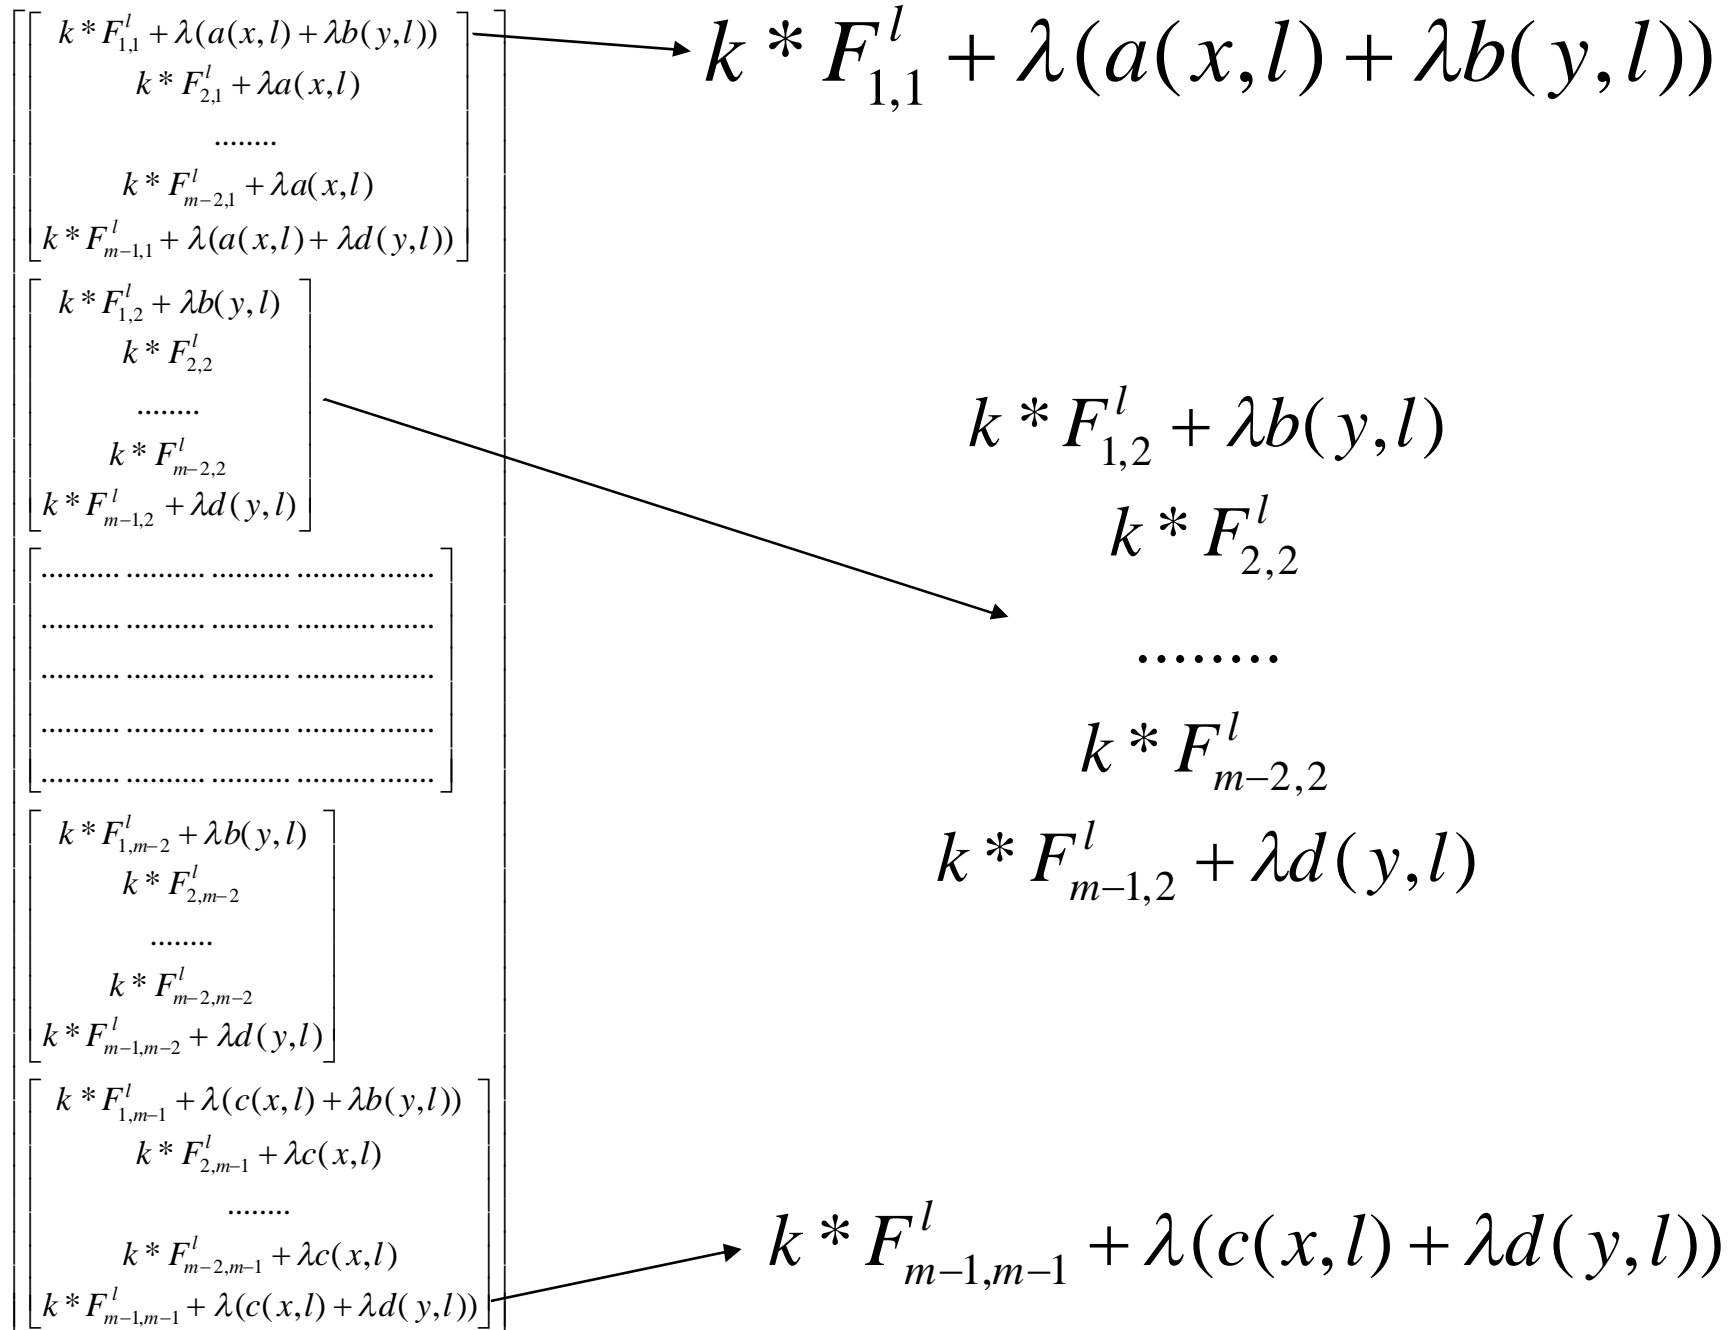 k * F^l_{1,1} + λ(a(x,l) + λb(y,l))
k * F^l_{2,1} + λa(x,l)
........
k * F^l_{m-2,1} + λa(x,l)
k * F^l_{m-1,1} + λ(a(x,l) + λd(y,l))
k * F^l_{1,2} + λb(y,l)
k * F^l_{2,2}
........
k * F^l_{m-2,2}
k * F^l_{m-1,2} + λd(y,l)
.......... .......... .......... .......... .......
.......... .......... .......... .......... .......
.......... .......... .......... .......... .......
.......... .......... .......... .......... .......
.......... .......... .......... .......... .......
k * F^l_{1,m-2} + λb(y,l)
k * F^l_{2,m-2}
........
k * F^l_{m-2,m-2}
k * F^l_{m-1,m-2} + λd(y,l)
k * F^l_{1,m-1} + λ(c(x,l) + λb(y,l))
k * F^l_{2,m-1} + λc(x,l)
........
k * F^l_{m-2,m-1} + λc(x,l)
k * F^l_{m-1,m-1} + λ(c(x,l) + λd(y,l))
k * F^l_{1,1} + λ(a(x,l) + λb(y,l))
k * F^l_{1,2} + λb(y,l)
k * F^l_{2,2}
........
k * F^l_{m-2,2}
k * F^l_{m-1,2} + λd(y,l)
k * F^l_{m-1,m-1} + λ(c(x,l) + λd(y,l))